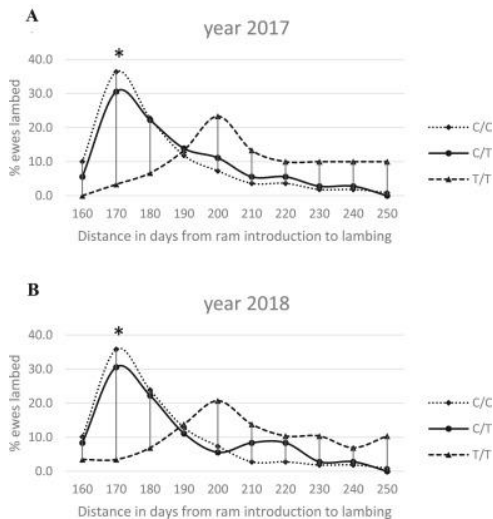 A
year 2017
*
40.0
30.0
20.0
10.0
0.0
% ewes lambed
160 170 180 190 200 210 220 230 240 250
Distance in days from ram introduction to lambing
C/C
C/T
T/T
B
year 2018
*
40.0
30.0
20.0
10.0
0.0
% ewes lambed
160 170 180 190 200 210 220 230 240 250
Distance in days from ram introduction to lambing
C/C
C/T
T/T